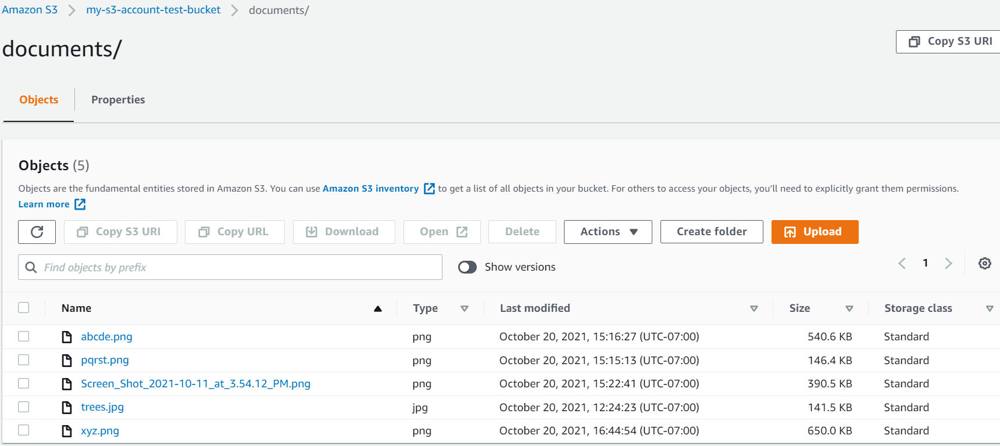 Amazon S3 > my-s3-account-test-bucket > documents/
documents/
Copy S3 URI
Objects Properties
Objects (5)
Objects are the fundamental entities stored in Amazon S3. You can use Amazon S3 inventory to get a list of all objects in your bucket. For others to access your objects, you’ll need to explicitly grant them permissions.
Learn more
Copy S3 URI Copy URL Download Open Delete Actions Create folder Upload
Find objects by prefix Show versions 1
Name Type Last modified Size Storage class
abcde.png png October 20, 2021, 15:16:27 (UTC-07:00) 540.6 KB Standard
pqrst.png png October 20, 2021, 15:15:13 (UTC-07:00) 146.4 KB Standard
Screen_Shot_2021-10-11_at_3.54.12_PM.png png October 20, 2021, 15:22:41 (UTC-07:00) 390.5 KB Standard
trees.jpg jpg October 20, 2021, 12:24:23 (UTC-07:00) 141.5 KB Standard
xyz.png png October 20, 2021, 16:44:54 (UTC-07:00) 650.0 KB Standard